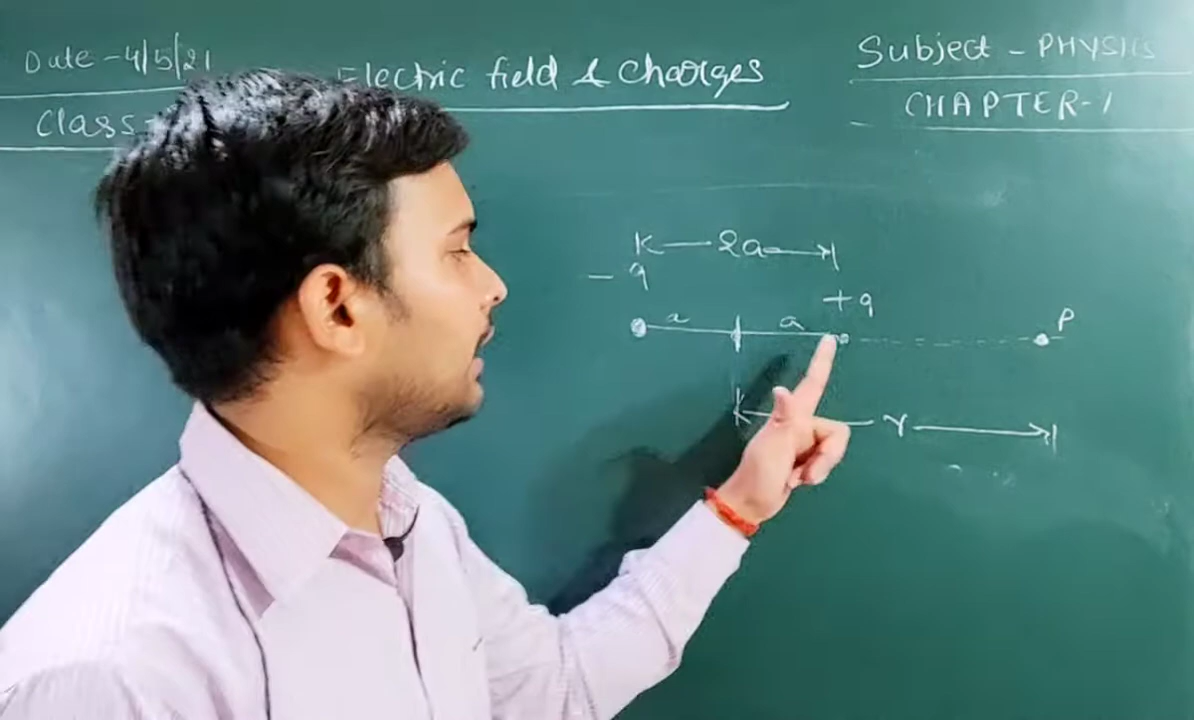 Date - 4/5/21
Electric field & Charges
Subject - PHYSICS
Class -
CHAPTER-1
2a
- q
+ q
a a
P
r